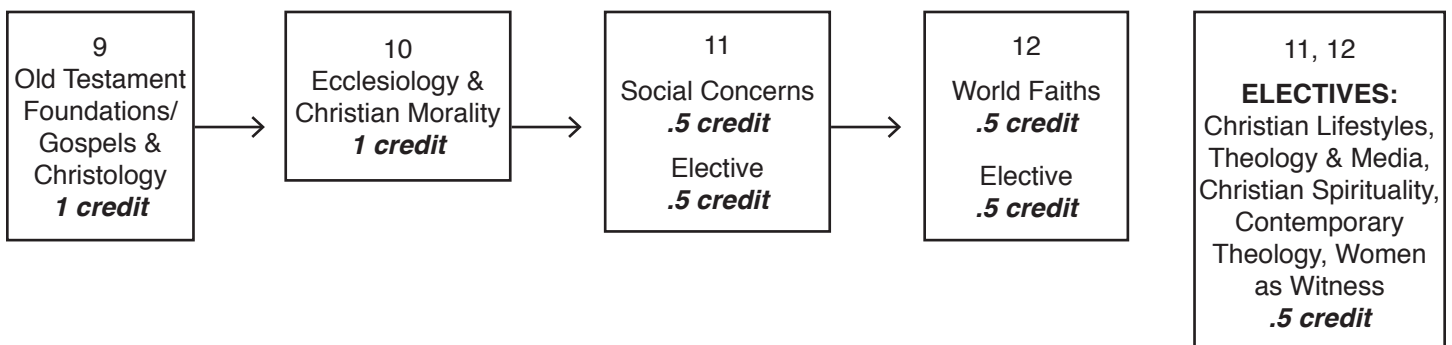 9
Old Testament
Foundations/
Gospels &
Christology
1 credit
10
Ecclesiology &
Christian Morality
1 credit
11
Social Concerns
.5 credit
Elective
.5 credit
12
World Faiths
.5 credit
Elective
.5 credit
11, 12
ELECTIVES:
Christian Lifestyles,
Theology & Media,
Christian Spirituality,
Contemporary
Theology, Women
as Witness
.5 credit